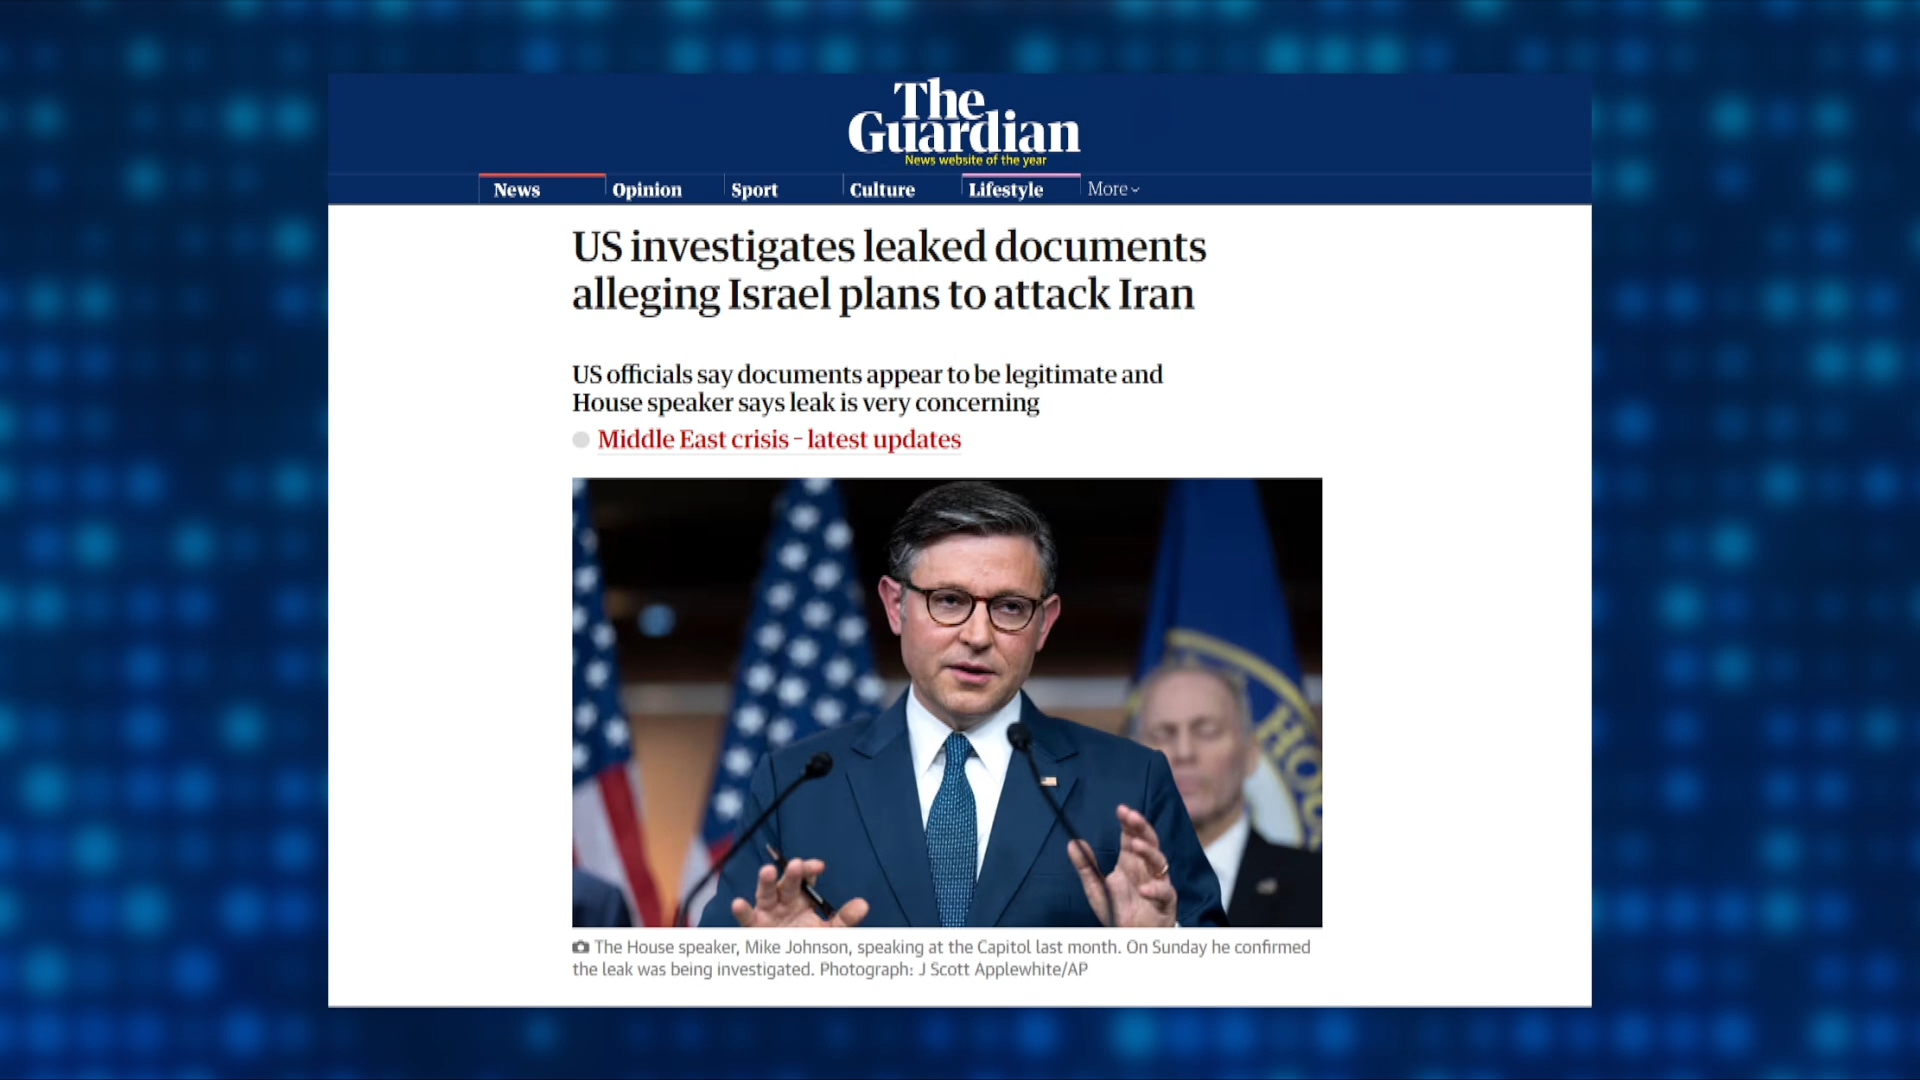 The
Guardian
News website of the year
News Opinion Sport Culture Lifestyle More
US investigates leaked documents
alleging Israel plans to attack Iran
US officials say documents appear to be legitimate and
House speaker says leak is very concerning
Middle East crisis – latest updates
HOU
The House speaker, Mike Johnson, speaking at the Capitol last month. On Sunday he confirmed
the leak was being investigated. Photograph: J Scott Applewhite/AP